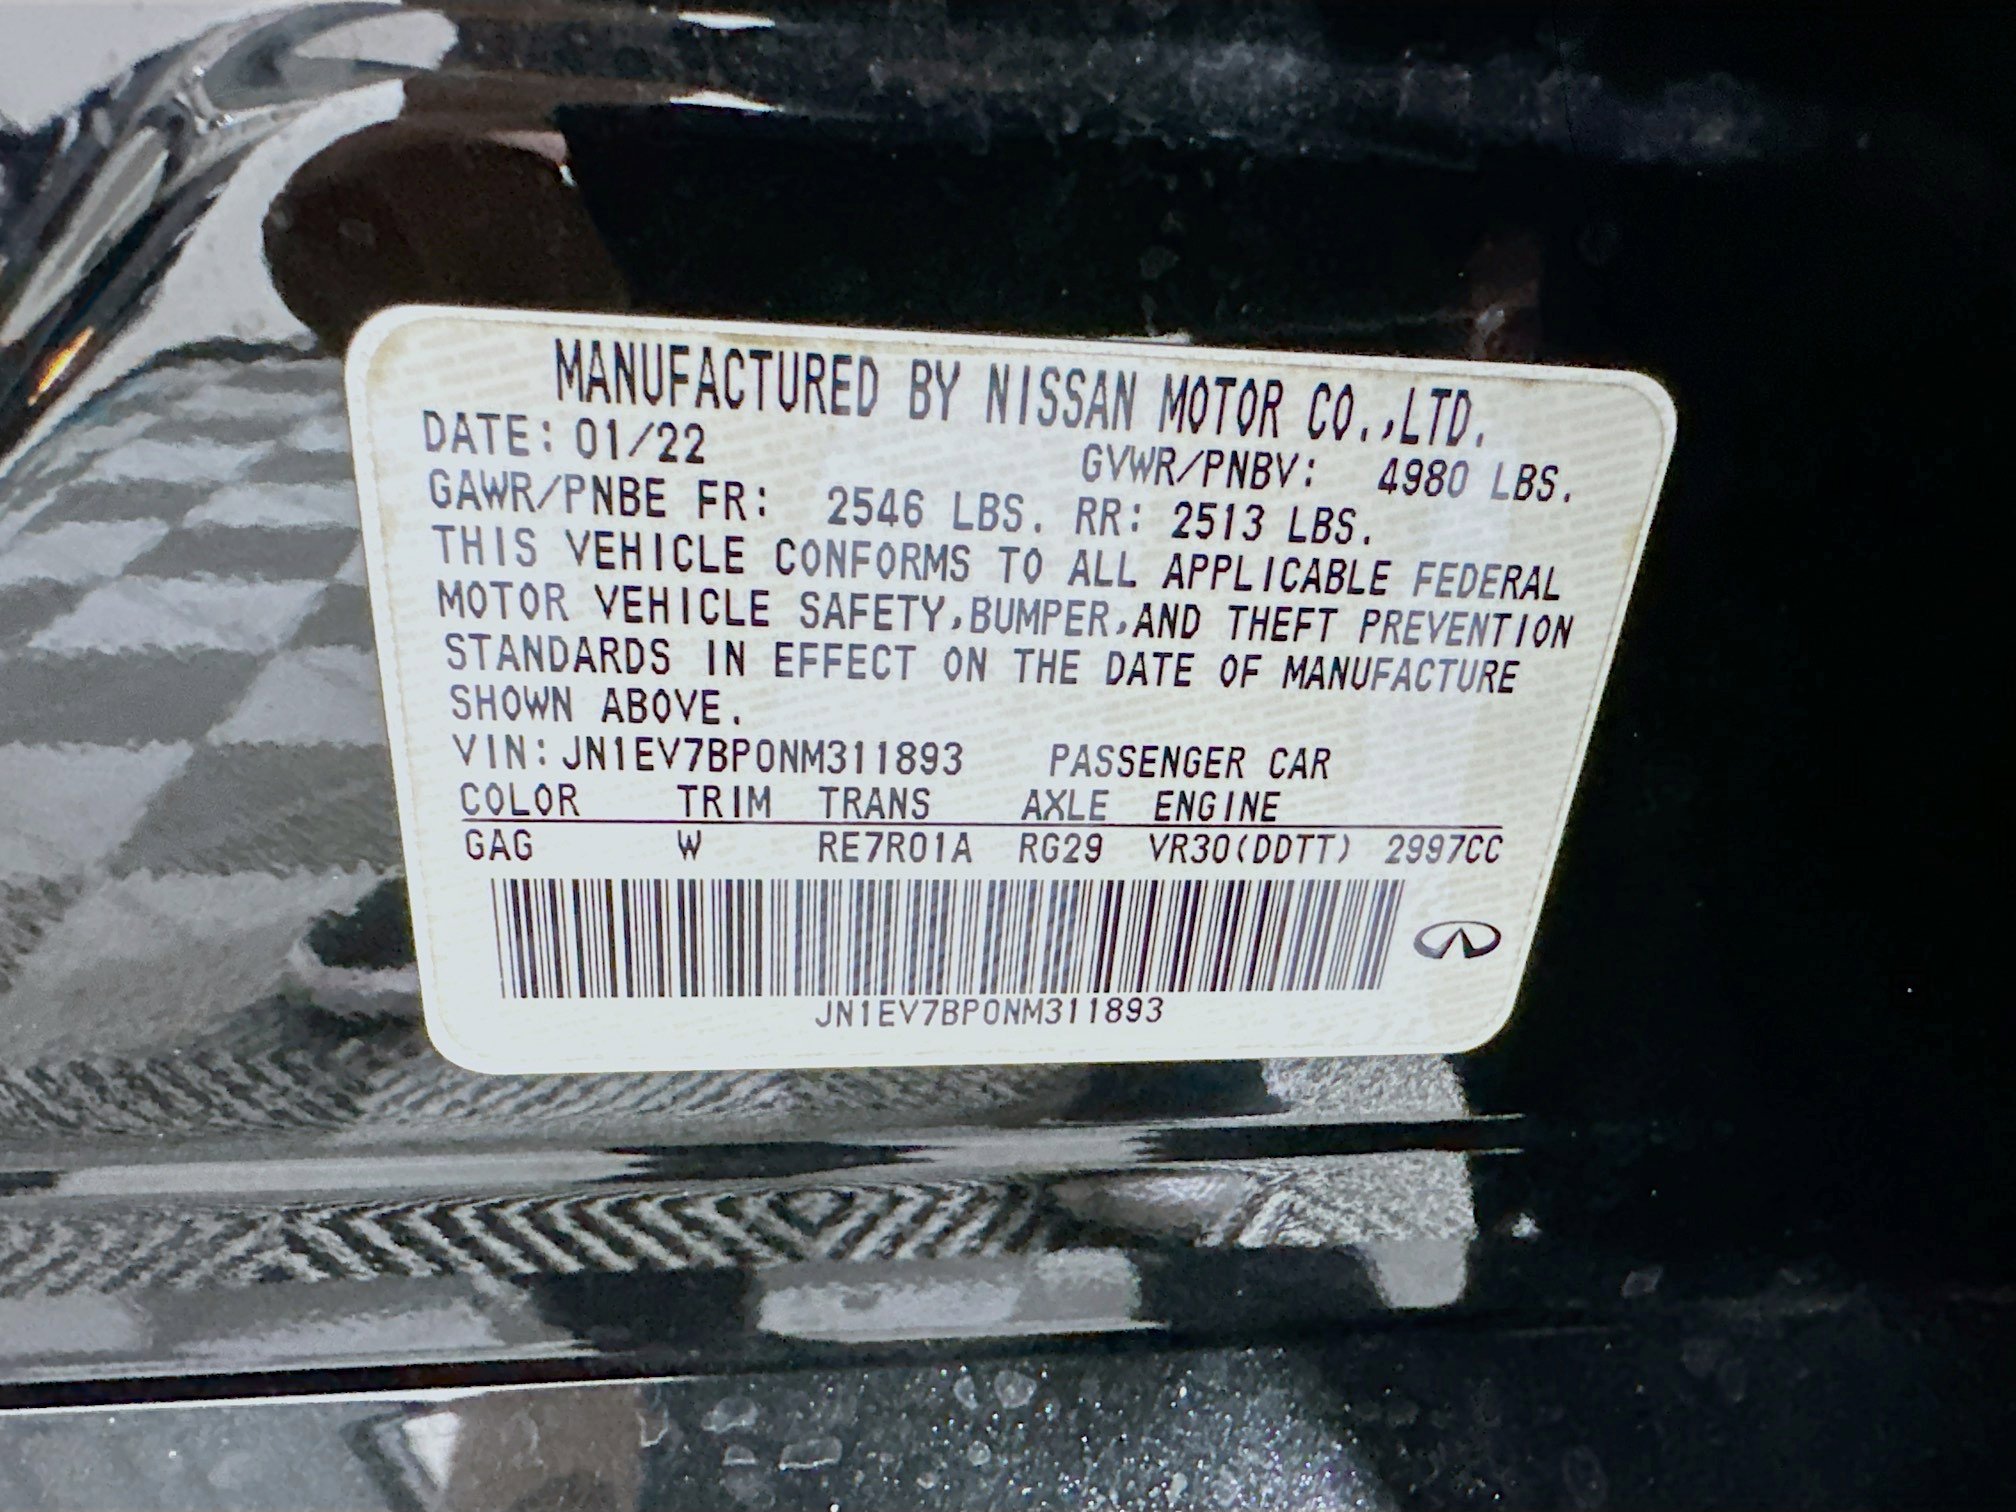 MANUFACTURED BY NISSAN MOTOR CO.,LTD.
DATE: 01/22 GVWR/PNBV: 4980 LBS.
GAWR/PNBE FR: 2546 LBS. RR: 2513 LBS.
THIS VEHICLE CONFORMS TO ALL APPLICABLE FEDERAL
MOTOR VEHICLE SAFETY,BUMPER,AND THEFT PREVENTION
STANDARDS IN EFFECT ON THE DATE OF MANUFACTURE
SHOWN ABOVE.
VIN: JN1EV7BP0NM311893 PASSENGER CAR
COLOR TRIM TRANS AXLE ENGINE
GAG W RE7R01A RG29 VR30(DDTT) 2997CC
JN1EV7BP0NM311893